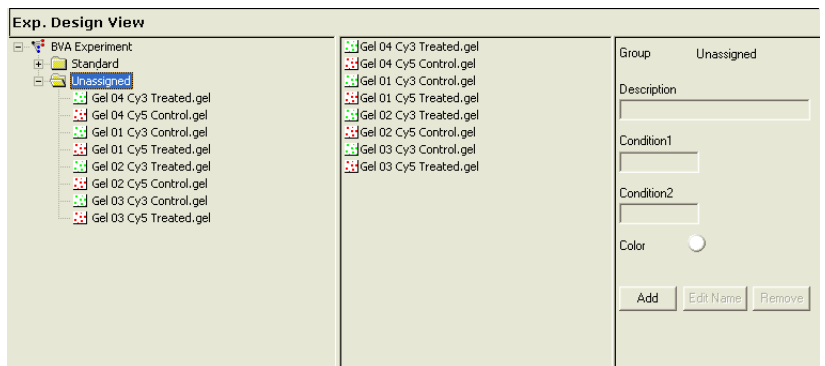 Exp. Design View
BVA Experiment
Standard
Unassigned
Gel 04 Cy3 Treated.gel
Gel 04 Cy5 Control.gel
Gel 01 Cy3 Control.gel
Gel 01 Cy5 Treated.gel
Gel 02 Cy3 Treated.gel
Gel 02 Cy5 Control.gel
Gel 03 Cy3 Control.gel
Gel 03 Cy5 Treated.gel
Gel 04 Cy3 Treated.gel
Gel 04 Cy5 Control.gel
Gel 01 Cy3 Control.gel
Gel 01 Cy5 Treated.gel
Gel 02 Cy3 Treated.gel
Gel 02 Cy5 Control.gel
Gel 03 Cy3 Control.gel
Gel 03 Cy5 Treated.gel
Group Unassigned
Description
Condition1
Condition2
Color
Add Edit Name Remove